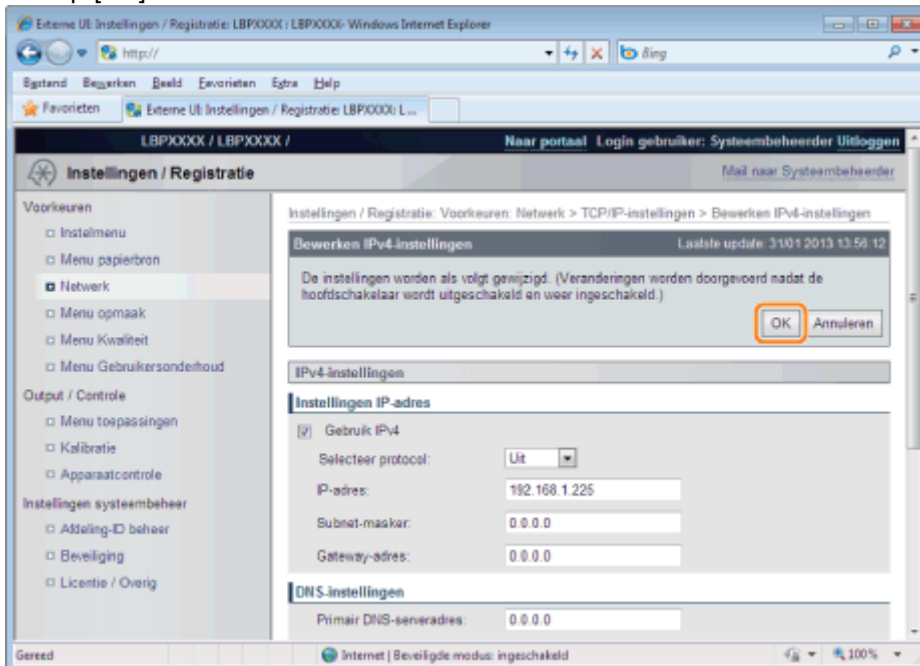 Externe UI: Instellingen / Registratie: LBPXXXX : LBPXXXX- Windows Internet Explorer
http://
Bing
Bestand Bewerken Beeld Favorieten Extra Help
Favorieten Externe UI: Instellingen / Registratie: LBPXXXX: L...
LBPXXXX / LBPXXXX / Naar portaal Login gebruiker: Systeembeheerder Uitloggen
Instellingen / Registratie Mail naar Systeembeheerder
Voorkeuren
Instelmenu
Menu papierbron
Netwerk
Menu opmaak
Menu Kwaliteit
Menu Gebruikersonderhoud
Output / Controle
Menu toepassingen
Kalibratie
Apparaatcontrole
Instellingen systeembeheer
Afdeling-ID beheer
Beveiliging
Licentie / Overig
Instellingen / Registratie: Voorkeuren: Netwerk > TCP/IP-instellingen > Bewerken IPv4-instellingen
Bewerken IPv4-instellingen Laatste update: 31/01 2013 13:56:12
De instellingen worden als volgt gewijzigd. (Veranderingen worden doorgevoerd nadat de
hoofdschakelaar wordt uitgeschakeld en weer ingeschakeld.)
OK Annuleren
IPv4-instellingen
Instellingen IP-adres
Gebruik IPv4
Selecteer protocol: Uit
IP-adres: 192.168.1.225
Subnet-masker: 0.0.0.0
Gateway-adres: 0.0.0.0
DNS-instellingen
Primair DNS-serveradres: 0.0.0.0
Gereed Internet | Beveiligde modus: ingeschakeld 100%